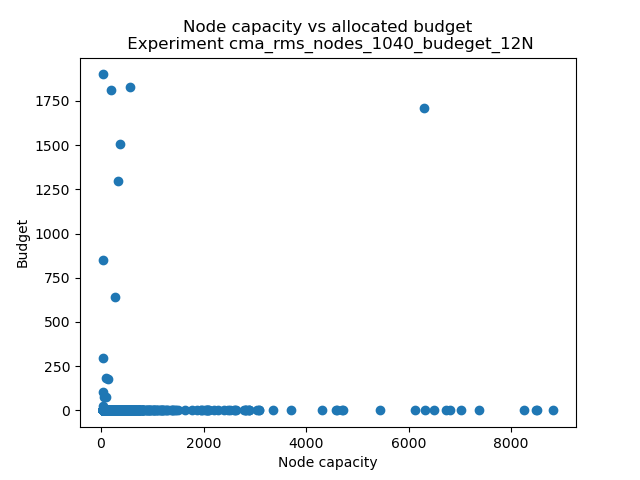 Node capacity vs allocated budget
Experiment cma_rms_nodes_1040_budeget_12N
1750
1500
1250
1000
750
500
250
0
Budget
0 2000 4000 6000 8000
Node capacity